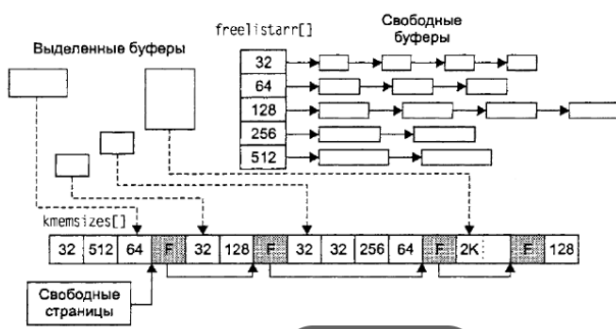 freelistarr[]
Свободные
буферы
Выделенные буферы
32
64
128
256
512
kmemsizes[]
32 512 64 F 32 128 F 32 32 256 64 F 2K F 128
Свободные
страницы